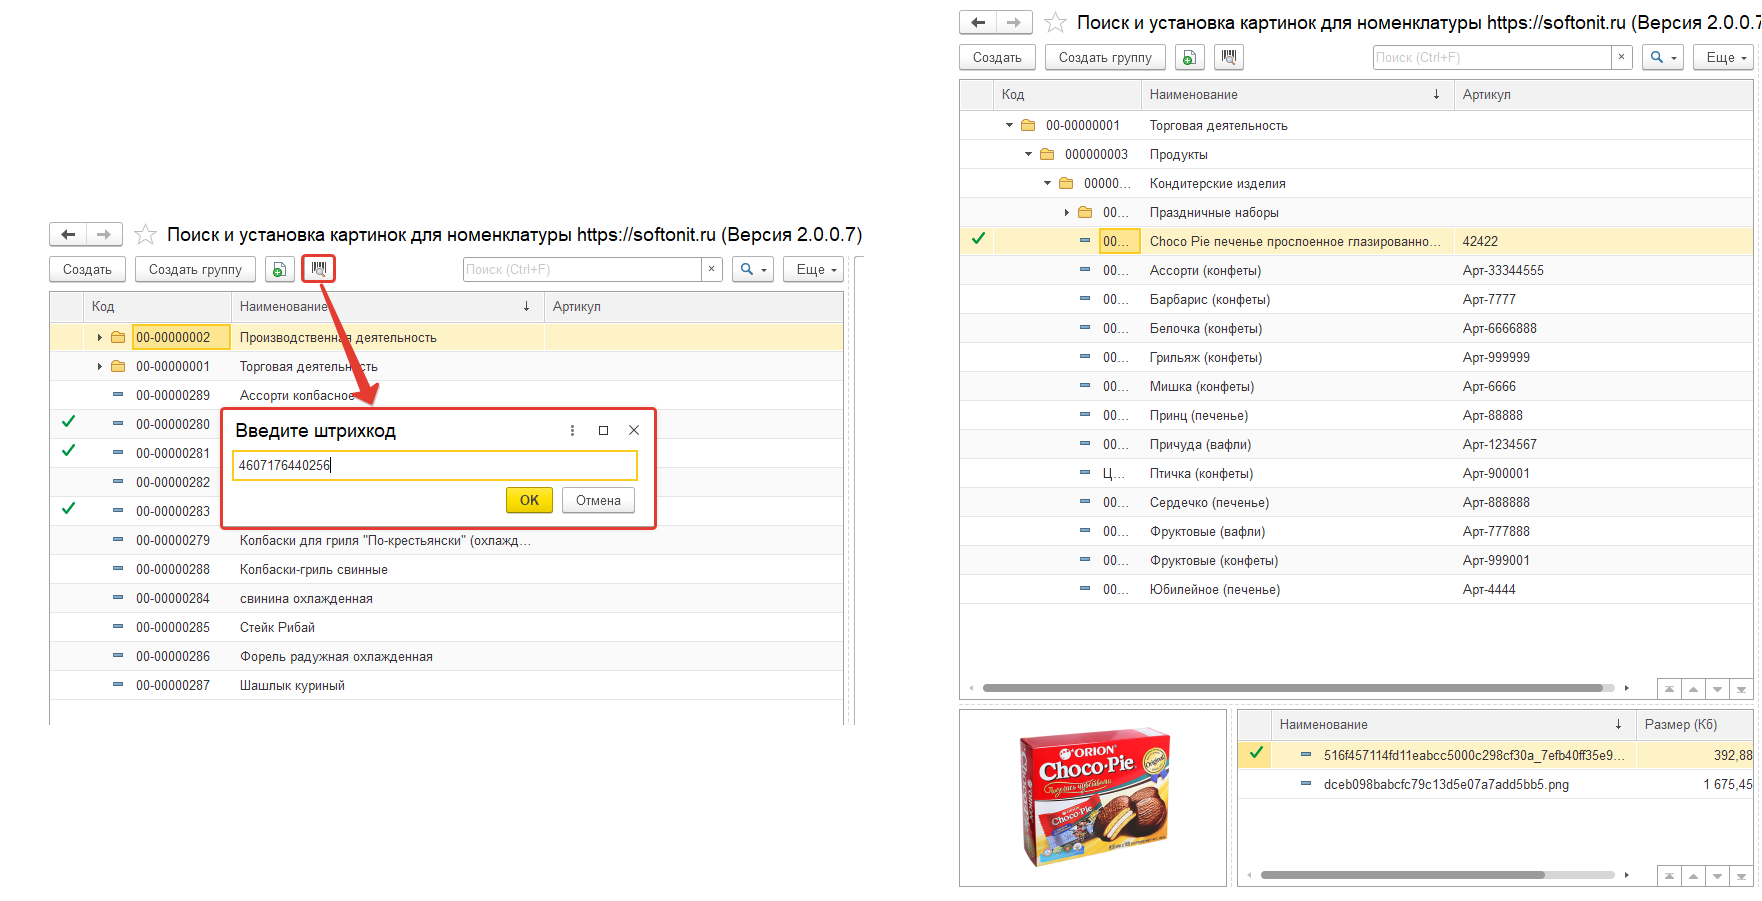 Поиск и установка картинок для номенклатуры https://softonit.ru (Версия 2.0.0.7)
Создать
Создать группу
Поиск (Ctrl+F)
×
Еще
Код
Наименование
Артикул
00-00000002
Производственная деятельность
00-00000001
Торговая деятельность
00-00000289
Ассорти колбасное
00-00000280
00-00000281
00-00000282
00-00000283
Введите штрихкод
4607176440256
ОК
Отмена
00-00000279
Колбаски для гриля "По-крестьянски" (охлажд...
00-00000288
Колбаски-гриль свинные
00-00000284
свинина охлажденная
00-00000285
Стейк Рибай
00-00000286
Форель радужная охлажденная
00-00000287
Шашлык куриный
Поиск и установка картинок для номенклатуры https://softonit.ru (Версия 2.0.0.7
Создать
Создать группу
Поиск (Ctrl+F)
×
Еще
Код
Наименование
Артикул
00-00000001
Торговая деятельность
000000003
Продукты
00000...
Кондитерские изделия
00...
Праздничные наборы
00...
Choco Pie печенье прослоенное глазированно...
42422
00...
Ассорти (конфеты)
Арт-33344555
00...
Барбарис (конфеты)
Арт-7777
00...
Белочка (конфеты)
Арт-6666888
00...
Грильяж (конфеты)
Арт-999999
00...
Мишка (конфеты)
Арт-6666
00...
Принц (печенье)
Арт-88888
00...
Причуда (вафли)
Арт-1234567
Ц...
Птичка (конфеты)
Арт-900001
00...
Сердечко (печенье)
Арт-888888
00...
Фруктовые (вафли)
Арт-777888
00...
Фруктовые (конфеты)
Арт-999001
00...
Юбилейное (печенье)
Арт-4444
ORION
Choco·Pie
Original
ORION
Choco·Pie
Наименование
Размер (Кб)
516f457114fd11eabcc5000c298cf30a_7efb40ff35e9...
392,88
dceb098babcfc79c13d5e07a7add5bb5.png
1 675,45